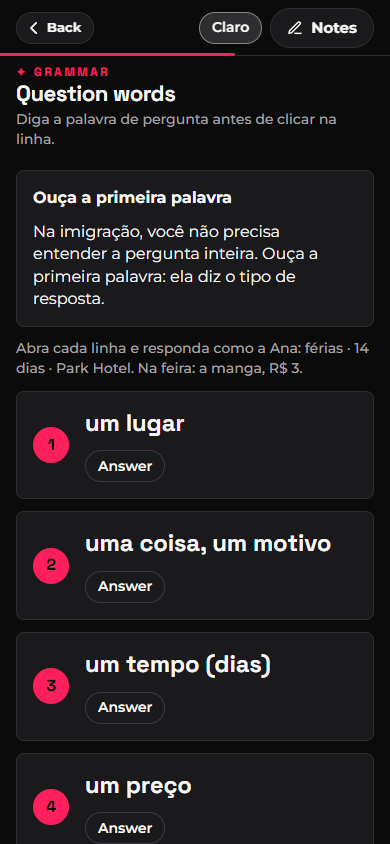 Back
Claro
Notes
✦ GRAMMAR
Question words
Diga a palavra de pergunta antes de clicar na
linha.
Ouça a primeira palavra
Na imigração, você não precisa
entender a pergunta inteira. Ouça a
primeira palavra: ela diz o tipo de
resposta.
Abra cada linha e responda como a Ana: férias · 14
dias · Park Hotel. Na feira: a manga, R$ 3.
1
um lugar
Answer
2
uma coisa, um motivo
Answer
3
um tempo (dias)
Answer
4
um preço
Answer